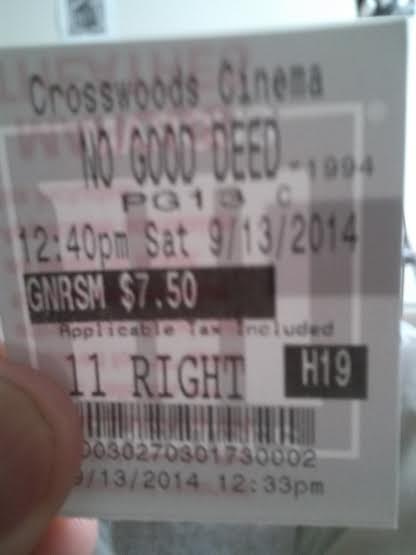 Crosswoods Cinema
NO GOOD DEED -1994
PG13 C
12:40pm Sat 9/13/2014
GNRSM $7.50
Applicable Tax Included
11 RIGHT H19
0030270301730002
9/13/2014 12:33pm